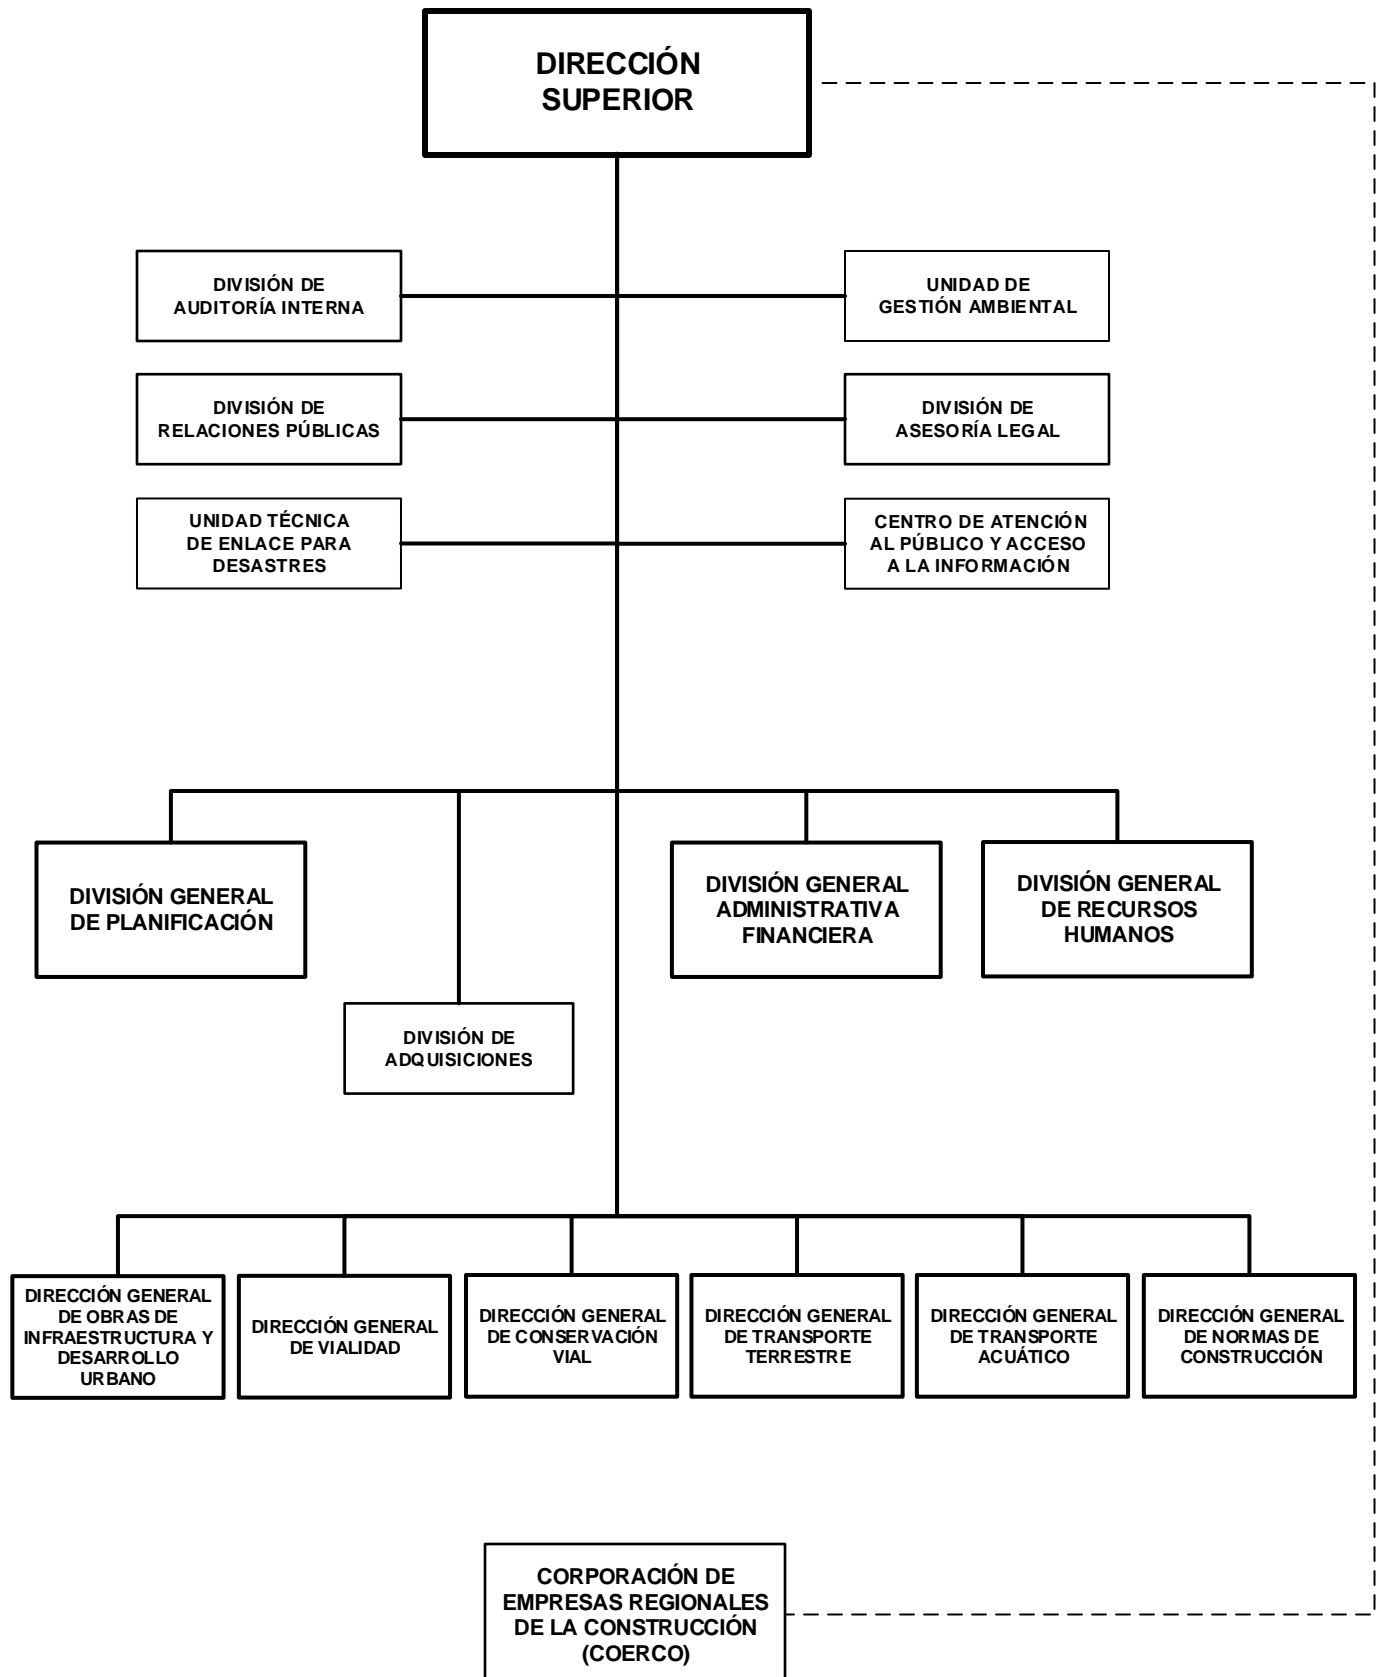 DIRECCIÓN
SUPERIOR
DIVISIÓN DE
AUDITORÍA INTERNA
UNIDAD DE
GESTIÓN AMBIENTAL
DIVISIÓN DE
RELACIONES PÚBLICAS
DIVISIÓN DE
ASESORÍA LEGAL
UNIDAD TÉCNICA
DE ENLACE PARA
DESASTRES
CENTRO DE ATENCIÓN
AL PÚBLICO Y ACCESO
A LA INFORMACIÓN
DIVISIÓN GENERAL
DE PLANIFICACIÓN
DIVISIÓN GENERAL
ADMINISTRATIVA
FINANCIERA
DIVISIÓN GENERAL
DE RECURSOS
HUMANOS
DIVISIÓN DE
ADQUISICIONES
DIRECCIÓN GENERAL
DE OBRAS DE
INFRAESTRUCTURA Y
DESARROLLO
URBANO
DIRECCIÓN GENERAL
DE VIALIDAD
DIRECCIÓN GENERAL
DE CONSERVACIÓN
VIAL
DIRECCIÓN GENERAL
DE TRANSPORTE
TERRESTRE
DIRECCIÓN GENERAL
DE TRANSPORTE
ACUÁTICO
DIRECCIÓN GENERAL
DE NORMAS DE
CONSTRUCCIÓN
CORPORACIÓN DE
EMPRESAS REGIONALES
DE LA CONSTRUCCIÓN
(COERCO)